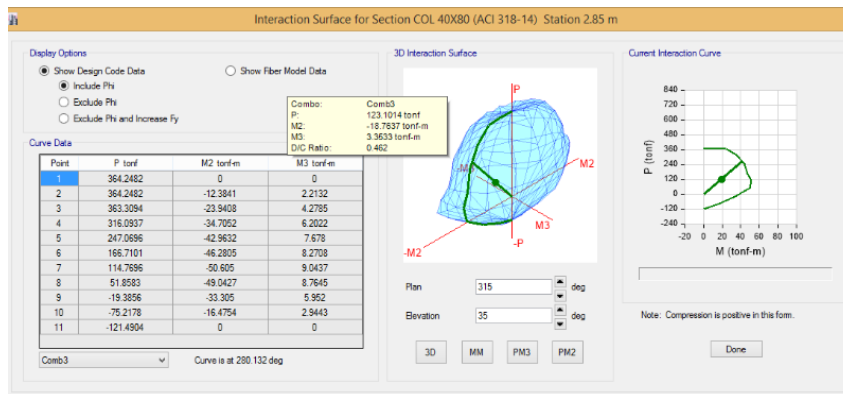 Interaction Surface for Section COL 40X80 (ACI 318-14) Station 2.85 m
Display Options
Show Design Code Data
Show Fiber Model Data
Include Phi
Exclude Phi
Exclude Phi and Increase Fy
Combo: Comb3
P: 123.1014 tonf
M2: -18.7637 tonf-m
M3: 3.3633 tonf-m
D/C Ratio: 0.462
Curve Data
Point P tonf M2 tonf-m M3 tonf-m
1 364.2482 0 0
2 364.2482 -12.3841 2.2132
3 363.3094 -23.9408 4.2785
4 316.0937 -34.7052 6.2022
5 247.0696 -42.9632 7.678
6 166.7101 -46.2805 8.2708
7 114.7696 -50.605 9.0437
8 51.8583 -49.0427 8.7645
9 -19.3856 -33.305 5.952
10 -75.2178 -16.4754 2.9443
11 -121.4904 0 0
Comb3
Curve is at 280.132 deg
3D Interaction Surface
P
M2
M3
-P
-M2
Plan 315 deg
Elevation 35 deg
3D MM PM3 PM2
Current Interaction Curve
P (tonf)
840
720
600
480
360
240
120
0
-120
-240
-20 0 20 40 60 80 100
M (tonf-m)
Note: Compression is positive in this form.
Done